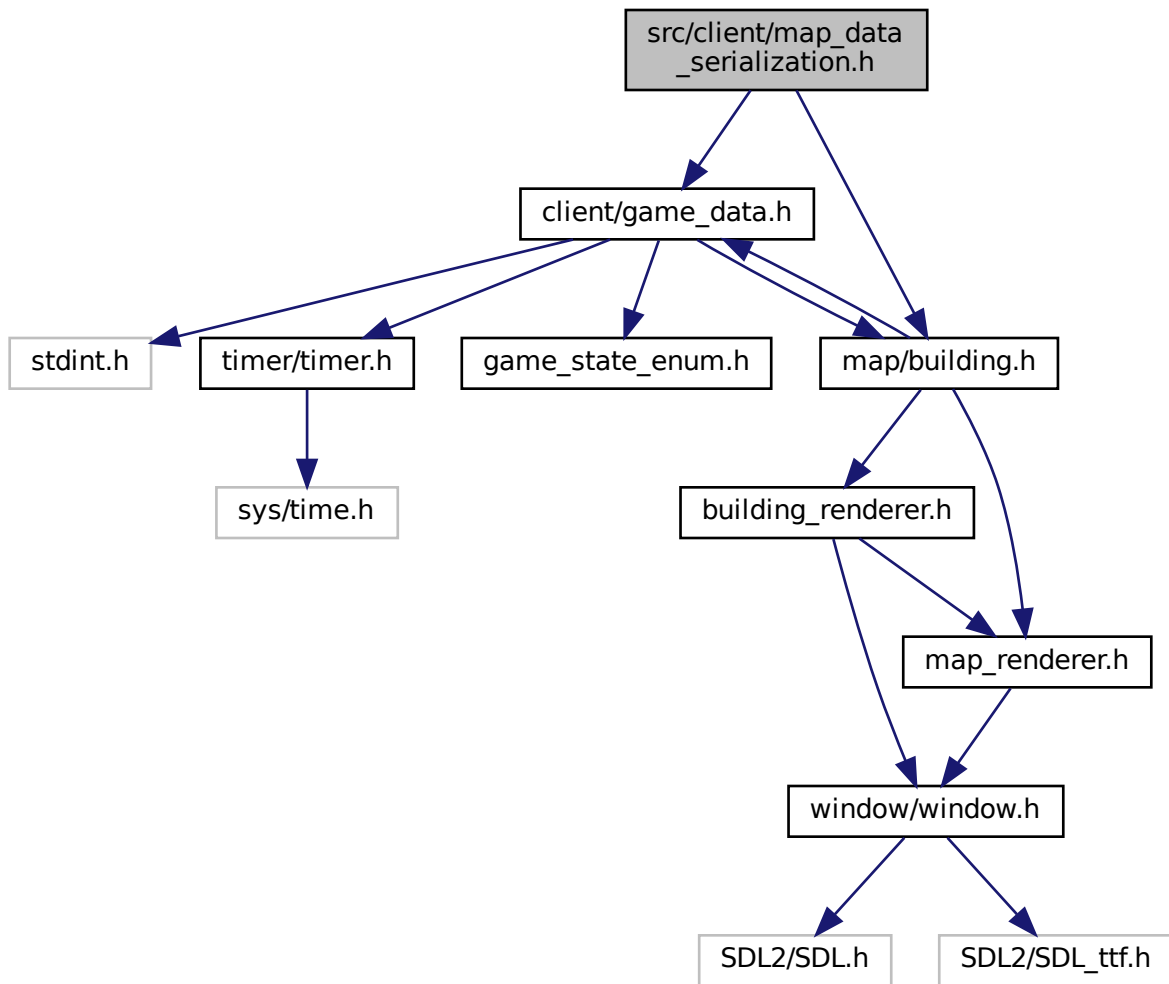 src/client/map_data
_serialization.h
client/game_data.h
stdint.h
timer/timer.h
game_state_enum.h
map/building.h
sys/time.h
building_renderer.h
map_renderer.h
window/window.h
SDL2/SDL.h
SDL2/SDL_ttf.h